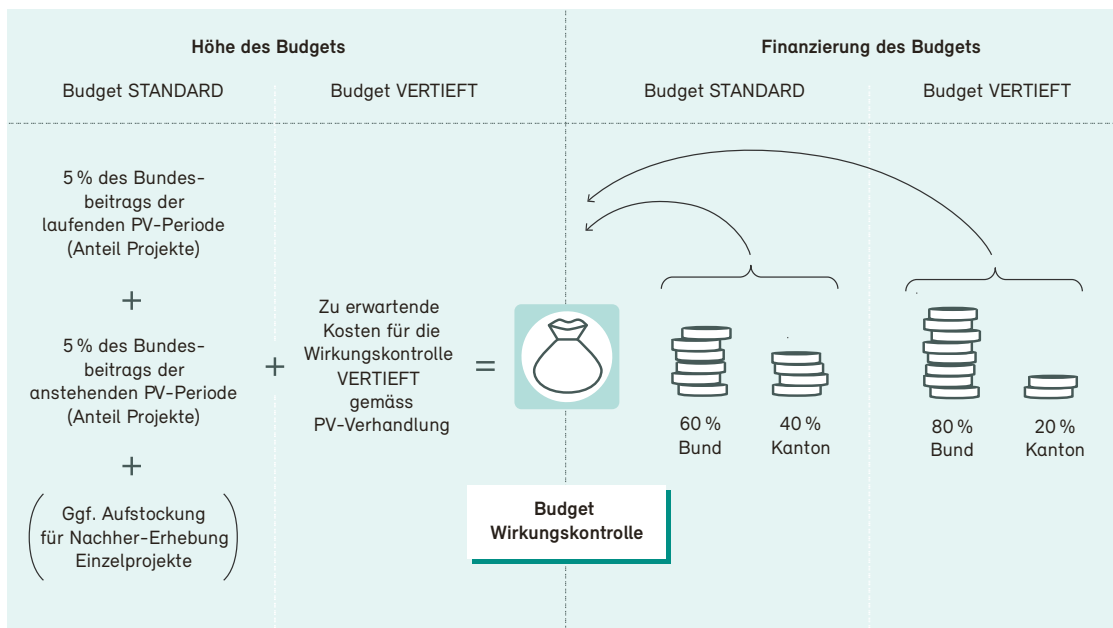 Höhe des Budgets
Finanzierung des Budgets
Budget STANDARD
Budget VERTIEFT
Budget STANDARD
Budget VERTIEFT
5 % des Bundes-
beitrags der
laufenden PV-Periode
(Anteil Projekte)
+
5 % des Bundes-
beitrags der
anstehenden PV-Periode
(Anteil Projekte)
+
(Ggf. Aufstockung
für Nachher-Erhebung
Einzelprojekte)
+
Zu erwartende
Kosten für die
Wirkungskontrolle
VERTIEFT
gemäss
PV-Verhandlung
=
Budget
Wirkungskontrolle
60 %
Bund
40 %
Kanton
80 %
Bund
20 %
Kanton